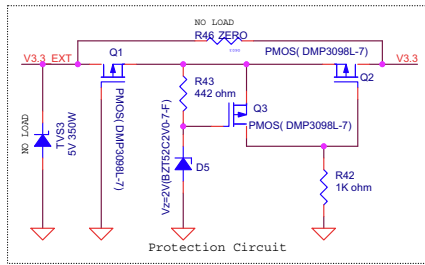 NO LOAD
R46 ZERO
V3.3_EXT
Q1
PMOS( DMP3098L-7)
V3.3
Q2
R43
442 ohm
Q3
PMOS( DMP3098L-7)
PMOS( DMP3098L-7)
NO LOAD
TVS3
5V 350W
Vz=2V(BZT52C2V0-7-F)
D5
R42
1K ohm
Protection Circuit